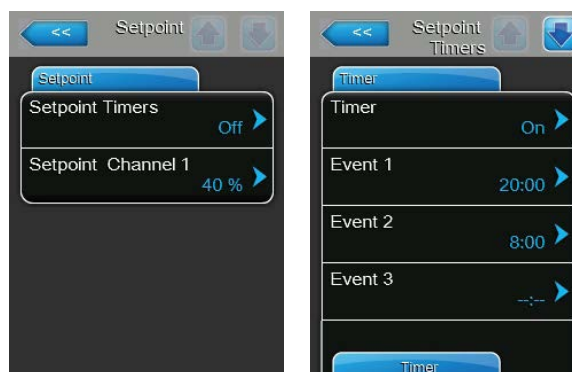 <<
Setpoint
Setpoint
Setpoint Timers
Off
Setpoint Channel 1
40 %
<<
Setpoint
Timers
Timer
Timer
On
Event 1
20:00
Event 2
8:00
Event 3
--:--
Timer